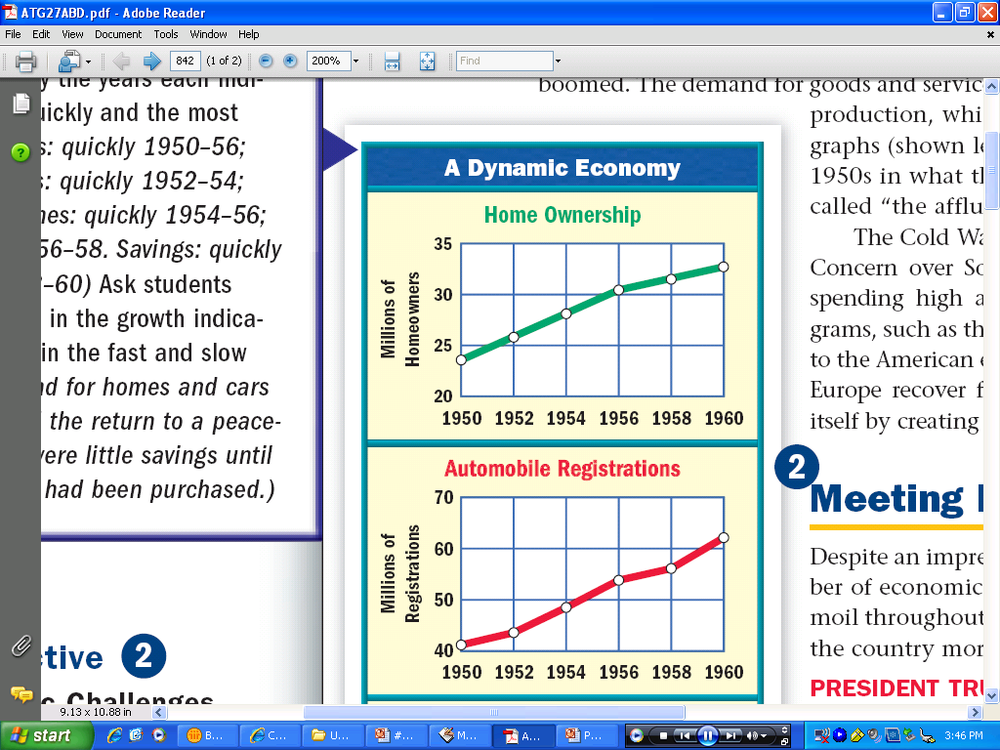 ATG27ABD.pdf - Adobe Reader
File Edit View Document Tools Window Help
842 (1 of 2) 200% Find
y the years each indi-
uickly and the most
s: quickly 1950–56;
s: quickly 1952–54;
nes: quickly 1954–56;
56–58. Savings: quickly
–60) Ask students
in the growth indica-
in the fast and slow
nd for homes and cars
the return to a peace-
vere little savings until
had been purchased.)
ctive 2
c Challenges
A Dynamic Economy
Home Ownership
Millions of
Homeowners
35
30
25
20
1950 1952 1954 1956 1958 1960
Automobile Registrations
Millions of
Registrations
70
60
50
40
1950 1952 1954 1956 1958 1960
boomed. The demand for goods and servic
production, whi
graphs (shown le
1950s in what th
called “the afflu
The Cold Wa
Concern over So
spending high a
grams, such as th
to the American e
Europe recover f
itself by creating
2
Meeting
Despite an impre
ber of economic
moil throughout
the country mor
PRESIDENT TRU
9.13 x 10.88 in
start B... C... U... #... M... A... P... 3:46 PM